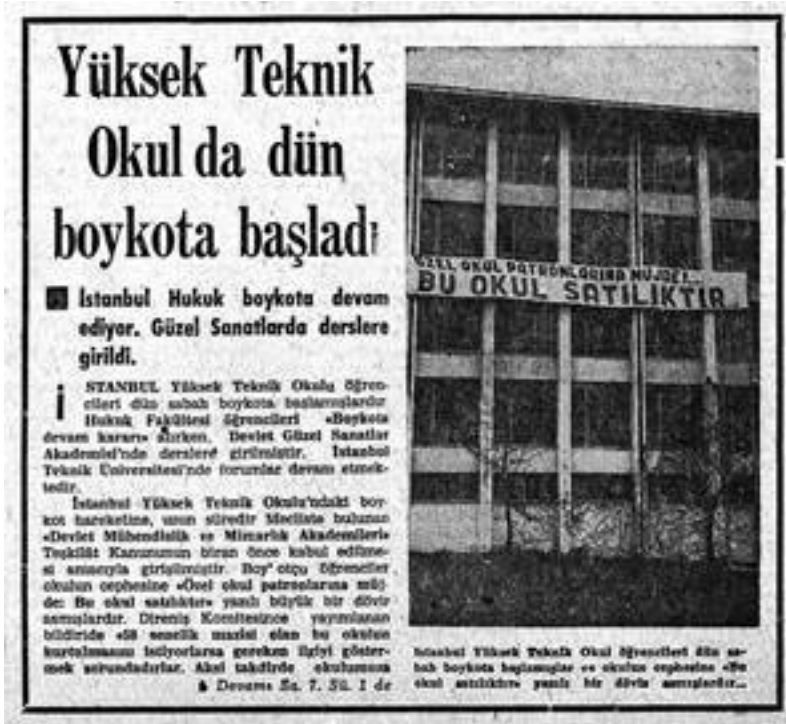 Yüksek Teknik
Okul da dün
boykota başladı
İstanbul Hukuk boykota devam
ediyor. Güzel Sanatlarda derslere
girildi.
İSTANBUL Yüksek Teknik Okulu öğren-
cileri dün sabah boykota başlamışlardır
Hukuk Fakültesi öğrencileri «Boykota
devam kararı» alırken, Devlet Güzel Sanatlar
Akademisi'nde derslere girilmiştir. İstanbul
Teknik Üniversitesi'nde forumlar devam etmek-
tedir.
İstanbul Yüksek Teknik Okulu'ndaki boy-
kot hareketine, uzun süredir Mecliste bulunan
«Devlet Mühendislik ve Mimarlık Akademileri»
Teşkilât Kanununun biran önce kabul edilme-
si amacıyla girişilmiştir. Boy'otçu öğrenciler
okulun cephesine «Özel okul patronlarına müj
de: Bu okul satılıktır» yazılı büyük bir döviz
asmışlardır. Direniş Komitesince yayımlanan
bildiride «58 senelik mazisi olan bu okulun
kurtulmasını istiyorlarsa gereken ilgiyi göster-
mek zorundadırlar. Aksi takdirde okulumuza
Devamı Sa. 7, Sü. 1 de
ÖZEL OKUL PATRONLARINA MÜJDE!...
BU OKUL SATILIKTIR
İstanbul Yüksek Teknik Okul öğrencileri dün sa-
bah boykota başlamışlar ve okulun cephesine «Bu
okul satılıktır» yazılı bir döviz asmışlardır...